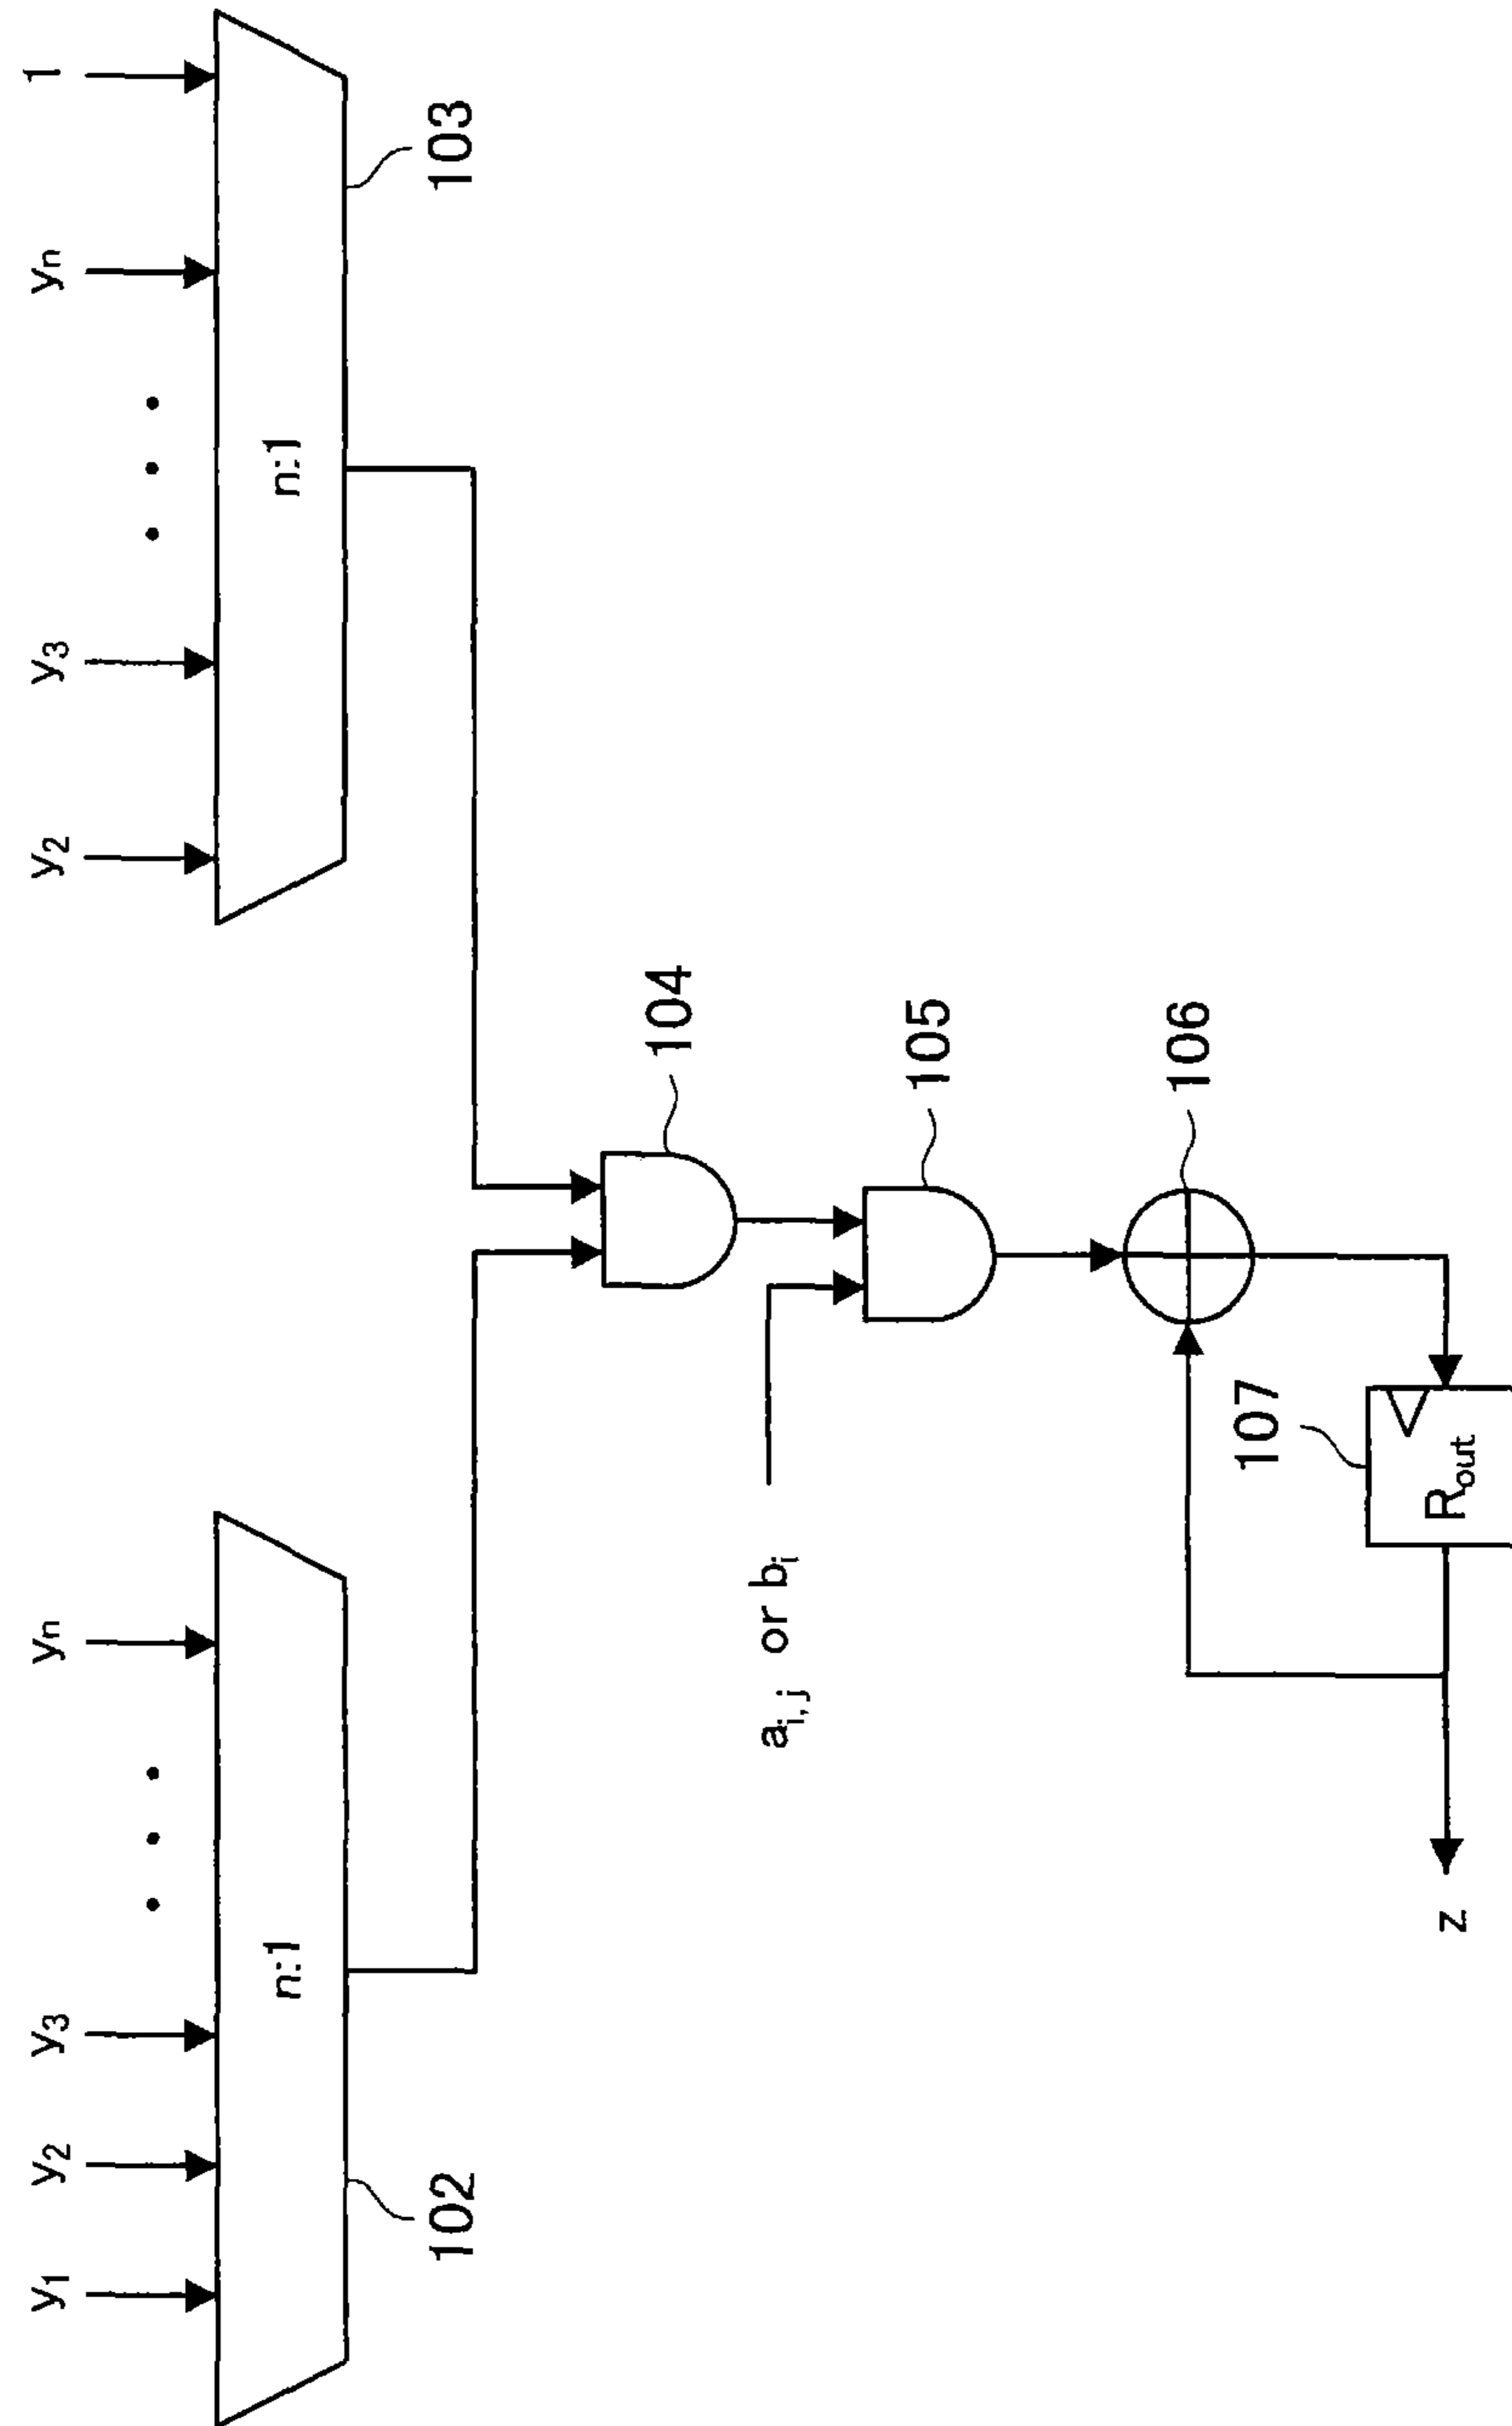 y₁ y₂ y₃ • • • yₙ
y₂ y₃ • • • yₙ 1
n:1
n:1
102
103
104
aᵢ,ⱼ or bᵢ
105
106
107
Rₒᵤₜ
z